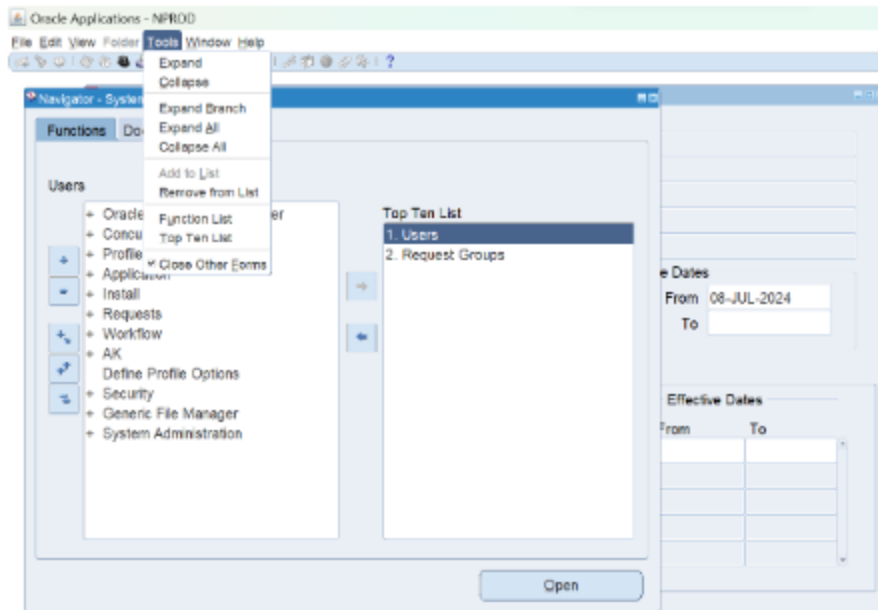 Oracle Applications - NPROD
File Edit View Folder Tools Window Help
Expand
Collapse
Expand Branch
Expand All
Collapse All
Add to List
Remove from List
Function List
Top Ten List
Close Other Forms
Navigator - System
Functions Do
Users
+ Oracle er
+ Concu
+ Profile
+ Application
+ Install
+ Requests
+ Workflow
+ AK
Define Profile Options
+ Security
+ Generic File Manager
+ System Administration
Top Ten List
1. Users
2. Request Groups
Open
e Dates
From 08-JUL-2024
To
Effective Dates
From To